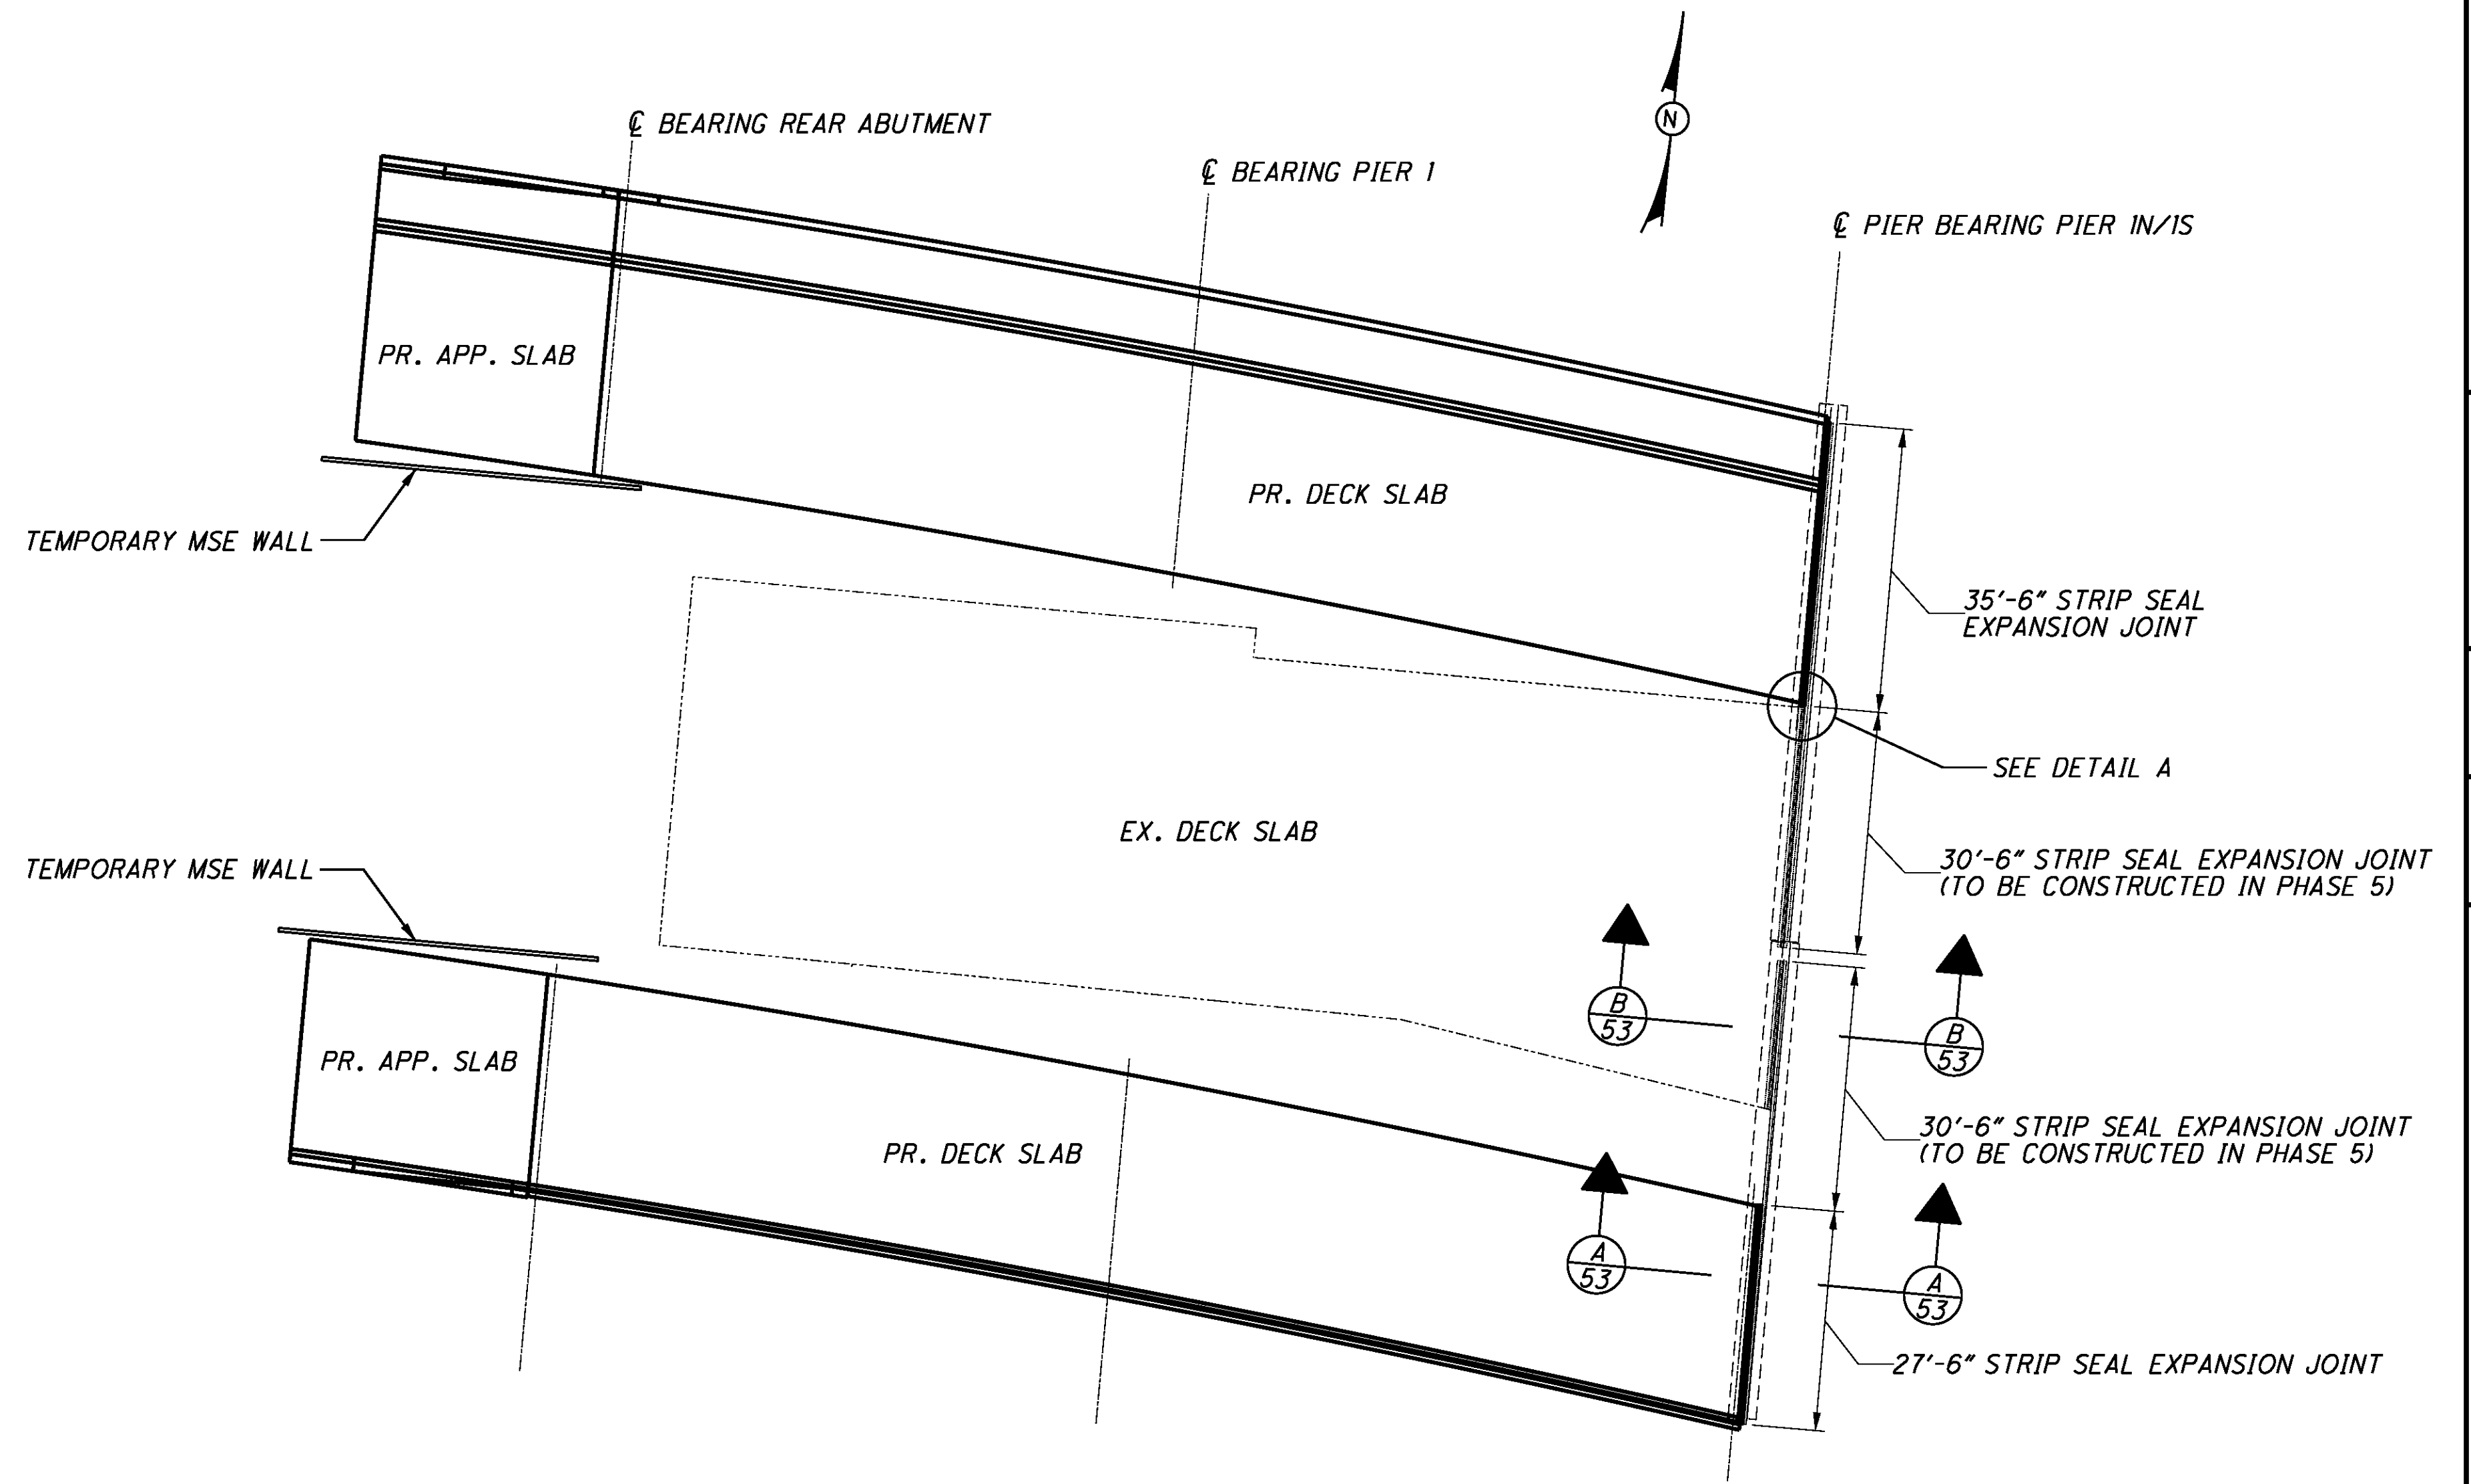 N
℄ BEARING REAR ABUTMENT
℄ BEARING PIER 1
℄ PIER BEARING PIER 1N/1S
PR. APP. SLAB
PR. DECK SLAB
TEMPORARY MSE WALL
35'-6" STRIP SEAL
EXPANSION JOINT
SEE DETAIL A
EX. DECK SLAB
TEMPORARY MSE WALL
30'-6" STRIP SEAL EXPANSION JOINT
(TO BE CONSTRUCTED IN PHASE 5)
B
53
B
53
PR. APP. SLAB
PR. DECK SLAB
30'-6" STRIP SEAL EXPANSION JOINT
(TO BE CONSTRUCTED IN PHASE 5)
A
53
A
53
27'-6" STRIP SEAL EXPANSION JOINT